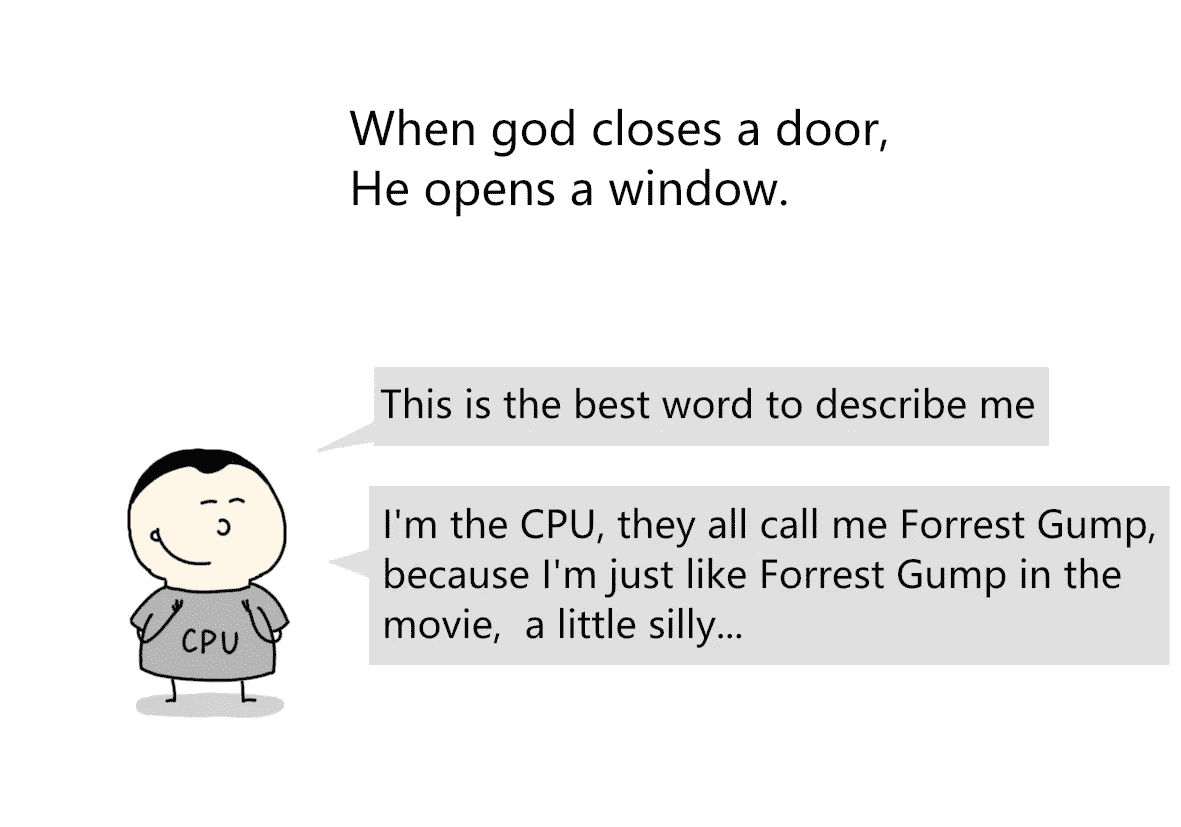 When god closes a door,
He opens a window.
This is the best word to describe me
I'm the CPU, they all call me Forrest Gump,
because I'm just like Forrest Gump in the
movie,  a little silly...
CPU